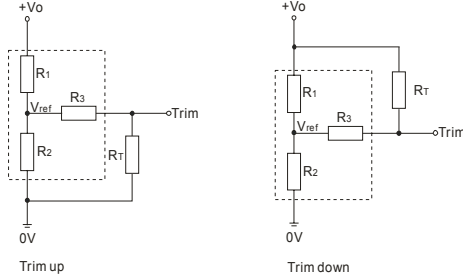 +Vo
R1
Vref
R3
Trim
R2
RT
0V
Trim up
+Vo
R1
RT
Vref
R3
Trim
R2
0V
Trim down